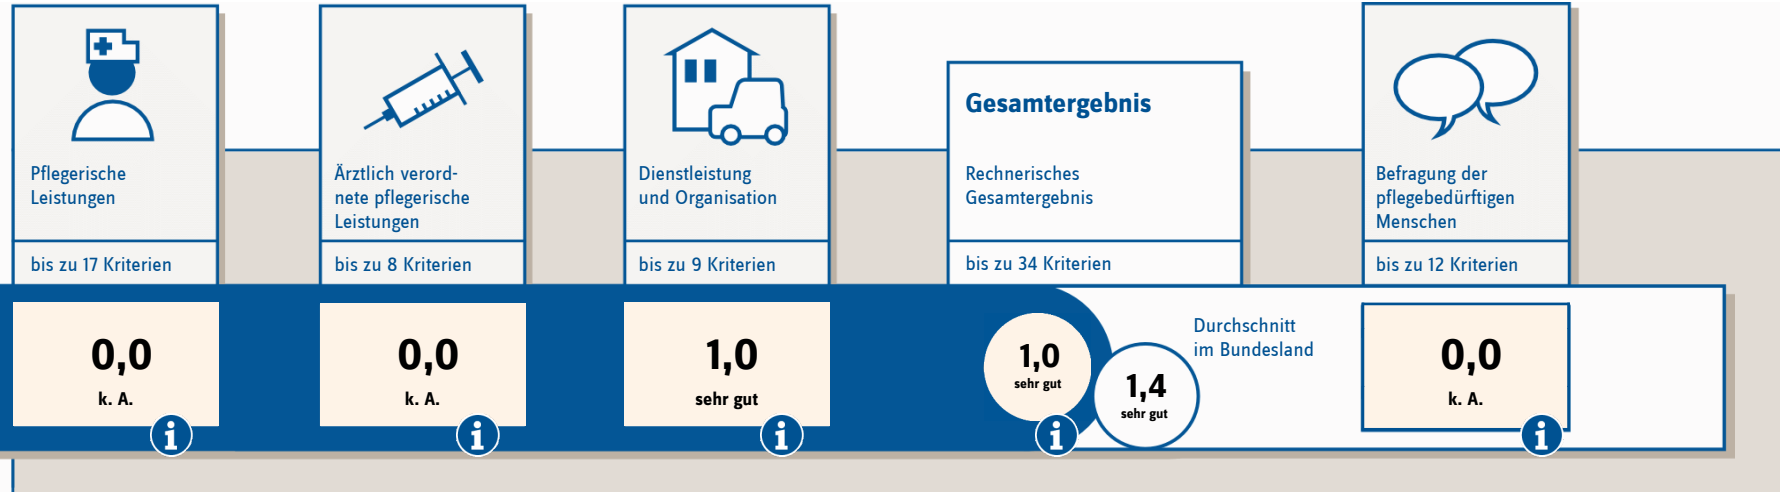 Pflegerische
Leistungen
bis zu 17 Kriterien
0,0
k. A.
i
Ärztlich verord-
nete pflegerische
Leistungen
bis zu 8 Kriterien
0,0
k. A.
i
Dienstleistung
und Organisation
bis zu 9 Kriterien
1,0
sehr gut
i
Gesamtergebnis
Rechnerisches
Gesamtergebnis
bis zu 34 Kriterien
1,0
sehr gut
i
Durchschnitt
im Bundesland
1,4
sehr gut
Befragung der
pflegebedürftigen
Menschen
bis zu 12 Kriterien
0,0
k. A.
i